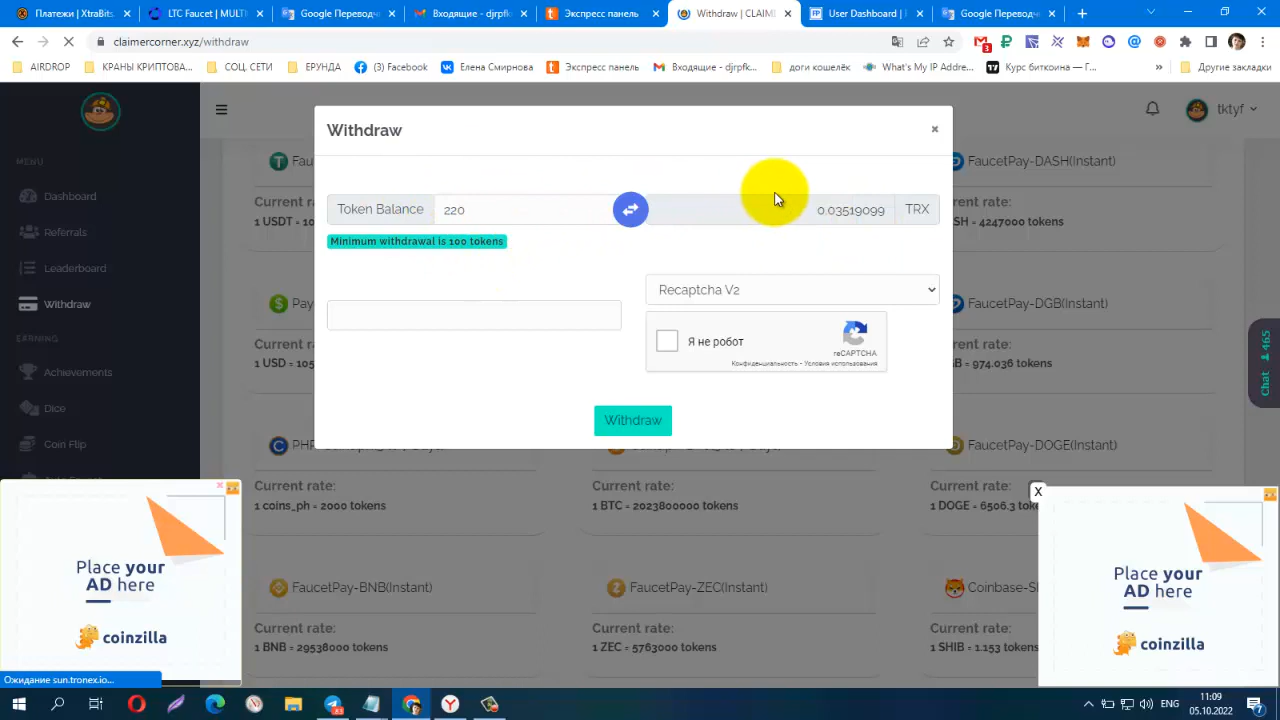 Платежи | XtraBits
LTC Faucet | MULTI
Google Переводч
Входящие - djrpfk
Экспресс панель
Withdraw | CLAIM
User Dashboard |
Google Переводч
claimercorner.xyz/withdraw
3
AIRDROP
КРАНЫ КРИПТОВА...
СОЦ. СЕТИ
ЕРУНДА
(3) Facebook
Елена Смирнова
Экспресс панель
Входящие - djrpfk...
доги кошелёк
What's My IP Addre...
Курс биткоина — Г...
»
Другие закладки
tktyf
Withdraw
×
MENU
Dashboard
Referrals
Leaderboard
Withdraw
EARNING
Achievements
Dice
Coin Flip
Token Balance
220
0.03519099
TRX
Minimum withdrawal is 100 tokens
Recaptcha V2
Я не робот
reCAPTCHA
Конфиденциальность - Условия использования
Withdraw
FaucetPay-DASH(Instant)
Current rate:
1 USDT = 10
SH = 4247000 tokens
Pay
FaucetPay-DGB(Instant)
Current rate:
1 USD = 105
B = 974.036 tokens
Chat
465
FaucetPay-DOGE(Instant)
Current rate:
1 coins_ph = 2000 tokens
Current rate:
1 BTC = 2023800000 tokens
Current rate:
1 DOGE = 6506.3 toke
FaucetPay-BNB(Instant)
Current rate:
1 BNB = 29538000 tokens
FaucetPay-ZEC(Instant)
Current rate:
1 ZEC = 5763000 tokens
Coinbase-SH
Current rate:
1 SHIB = 1.153 tokens
Place your
AD here
coinzilla
X
Place your
AD here
coinzilla
Ожидание sun.tronex.io...
ENG
11:09
05.10.2022
7